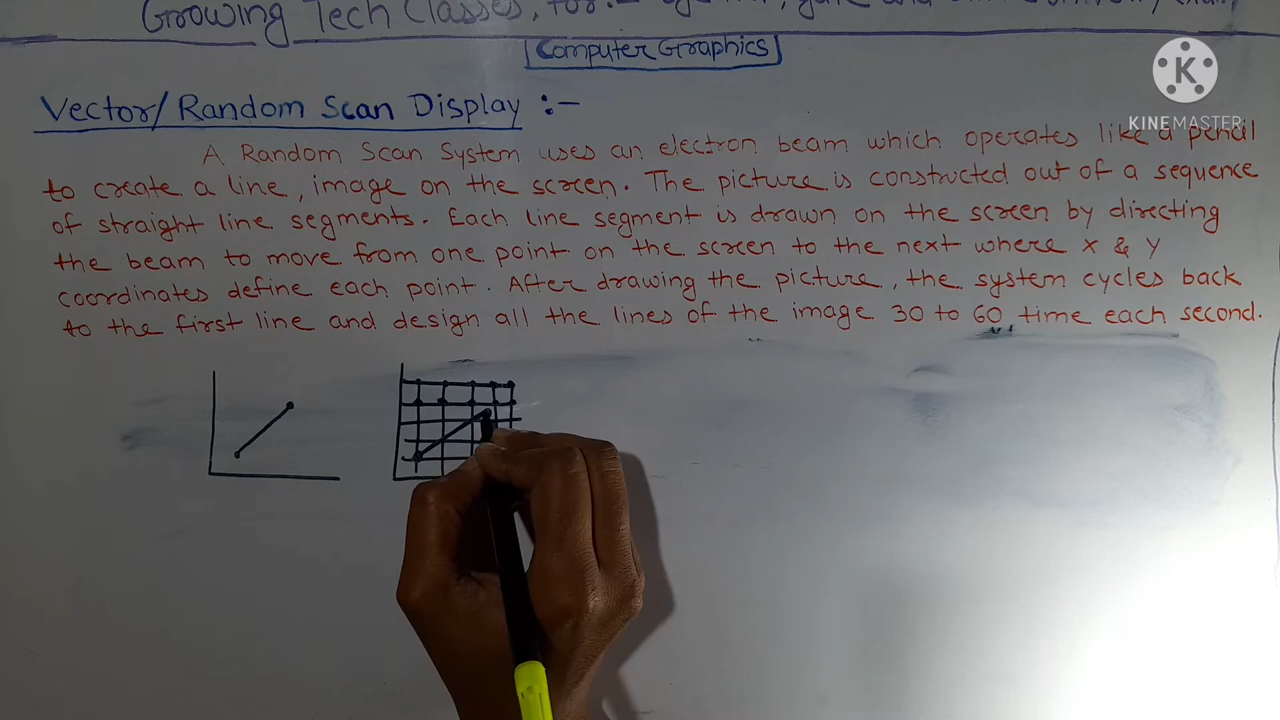 Growing Tech Classes, for:-
Computer Graphics
K
KINEMASTER
Vector/Random Scan Display :-
A Random Scan System uses an electron beam which operates like a pencil
to create a line, image on the screen. The picture is constructed out of a sequence
of straight line segments. Each line segment is drawn on the screen by directing
the beam to move from one point on the screen to the next where x & y
coordinates define each point. After drawing the picture, the system cycles back
to the first line and design all the lines of the image 30 to 60 time each second.